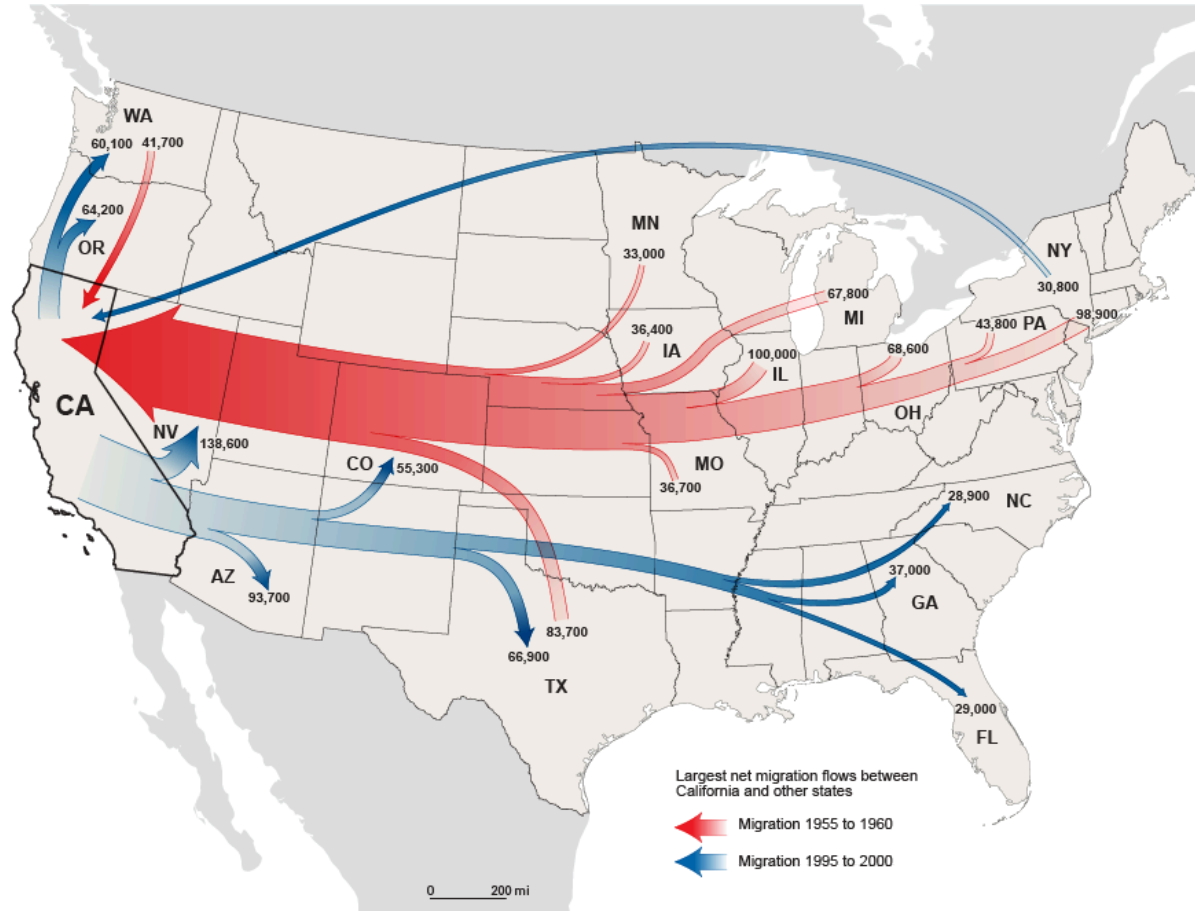 WA
60,100
41,700
64,200
OR
MN
33,000
NY
30,800
67,800
MI
36,400
IA
100,000
IL
68,600
43,800
PA
98,900
OH
CA
NV
138,600
CO
55,300
MO
36,700
28,900
NC
AZ
93,700
37,000
GA
83,700
66,900
TX
29,000
FL
Largest net migration flows between
California and other states
Migration 1955 to 1960
Migration 1995 to 2000
0 200 mi